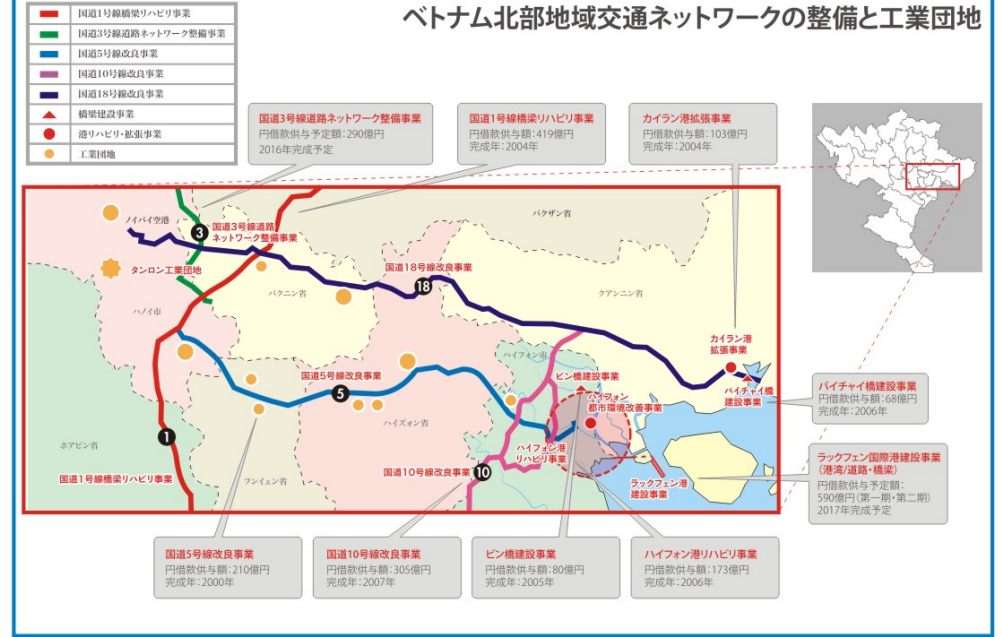 ベトナム北部地域交通ネットワークの整備と工業団地
国道1号線橋梁リハビリ事業
国道3号線道路ネットワーク整備事業
国道5号線改良事業
国道10号線改良事業
国道18号線改良事業
橋梁建設事業
港リハビリ・拡張事業
工業団地
国道3号線道路ネットワーク整備事業
円借款供与予定額:290億円
2016年完成予定
国道1号線橋梁リハビリ事業
円借款供与額:419億円
完成年:2004年
カイラン港拡張事業
円借款供与額:103億円
完成年:2004年
ノイバイ空港
3
国道3号線道路
ネットワーク整備事業
バクザン省
タンロン工業団地
国道18号線改良事業
18
バクニン省
クアンニン省
ハノイ市
カイラン港
拡張事業
ハイフォン市
国道5号線改良事業
5
ビン橋建設事業
バイチャイ橋
建設事業
ハイフォン
都市環境改善事業
ハイズォン省
ホアビン省
1
ハイフォン港
リハビリ事業
国道1号線橋梁リハビリ事業
フンイェン省
国道10号線改良事業
10
ラックフェン港
建設事業
バイチャイ橋建設事業
円借款供与額:68億円
完成年:2006年
ラックフェン国際港建設事業
(港湾/道路・橋梁)
円借款供与予定額:
590億円(第一期・第二期)
2017年完成予定
国道5号線改良事業
円借款供与額:210億円
完成年:2000年
国道10号線改良事業
円借款供与額:305億円
完成年:2007年
ビン橋建設事業
円借款供与額:80億円
完成年:2005年
ハイフォン港リハビリ事業
円借款供与額:173億円
完成年:2006年